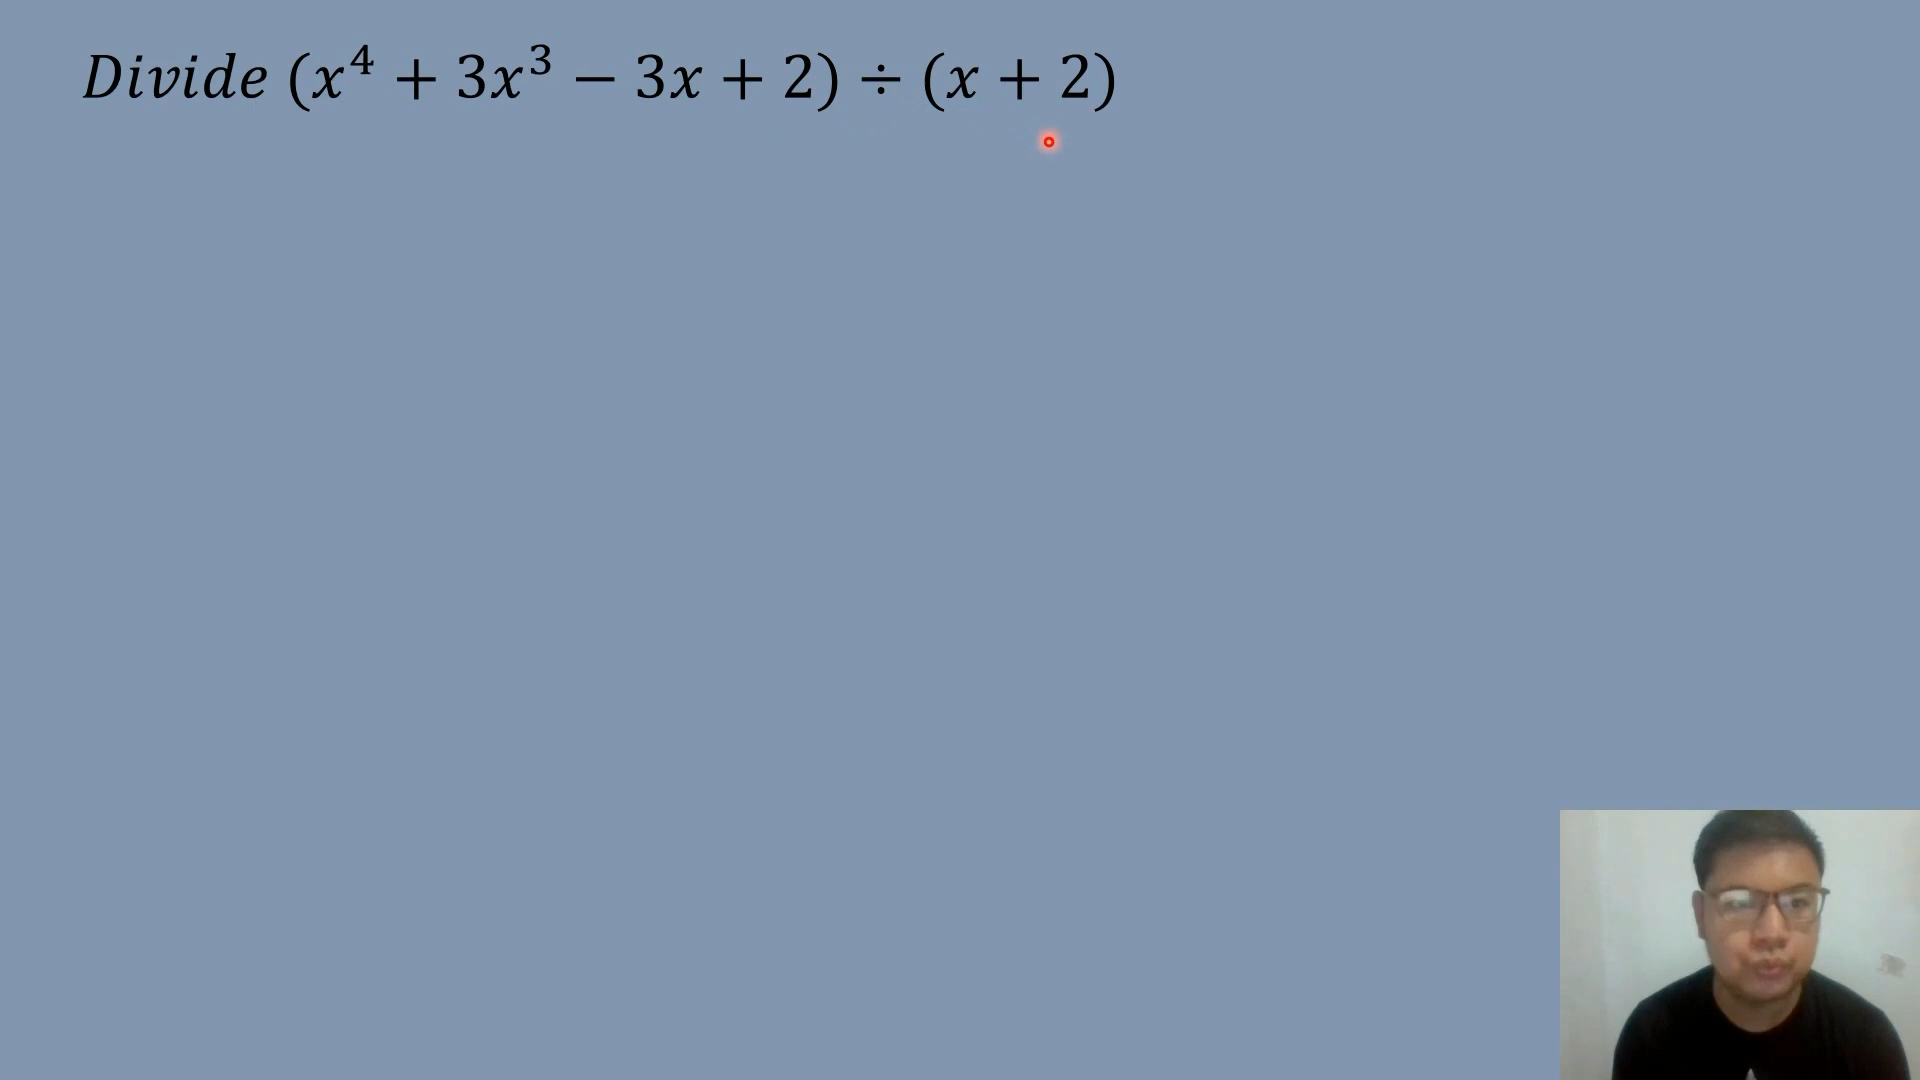 Divide (x⁴ + 3x³ − 3x + 2) ÷ (x + 2)